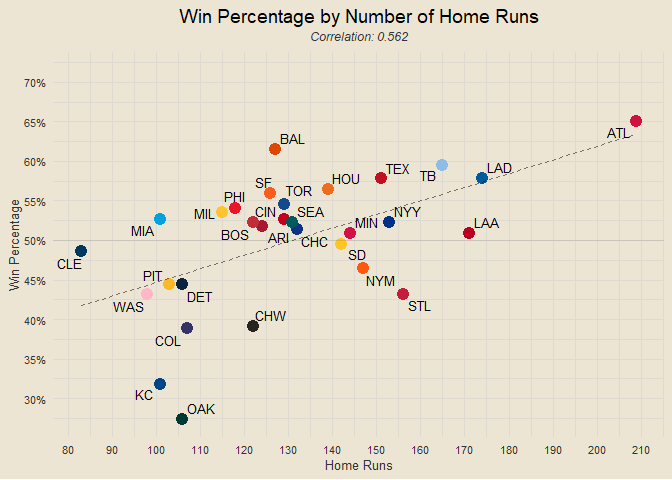 Win Percentage by Number of Home Runs
Correlation: 0.562
70%
65%
ATL
BAL
60%
TEX
LAD
TB
HOU
SF
55%
PHI
TOR
MIL
CIN
SEA
NYY
MIA
BOS
ARI
CHC
MIN
LAA
50%
CLE
SD
45%
PIT
NYM
WAS
DET
STL
40%
CHW
COL
35%
KC
OAK
30%
Win Percentage
80 90 100 110 120 130 140 150 160 170 180 190 200 210
Home Runs